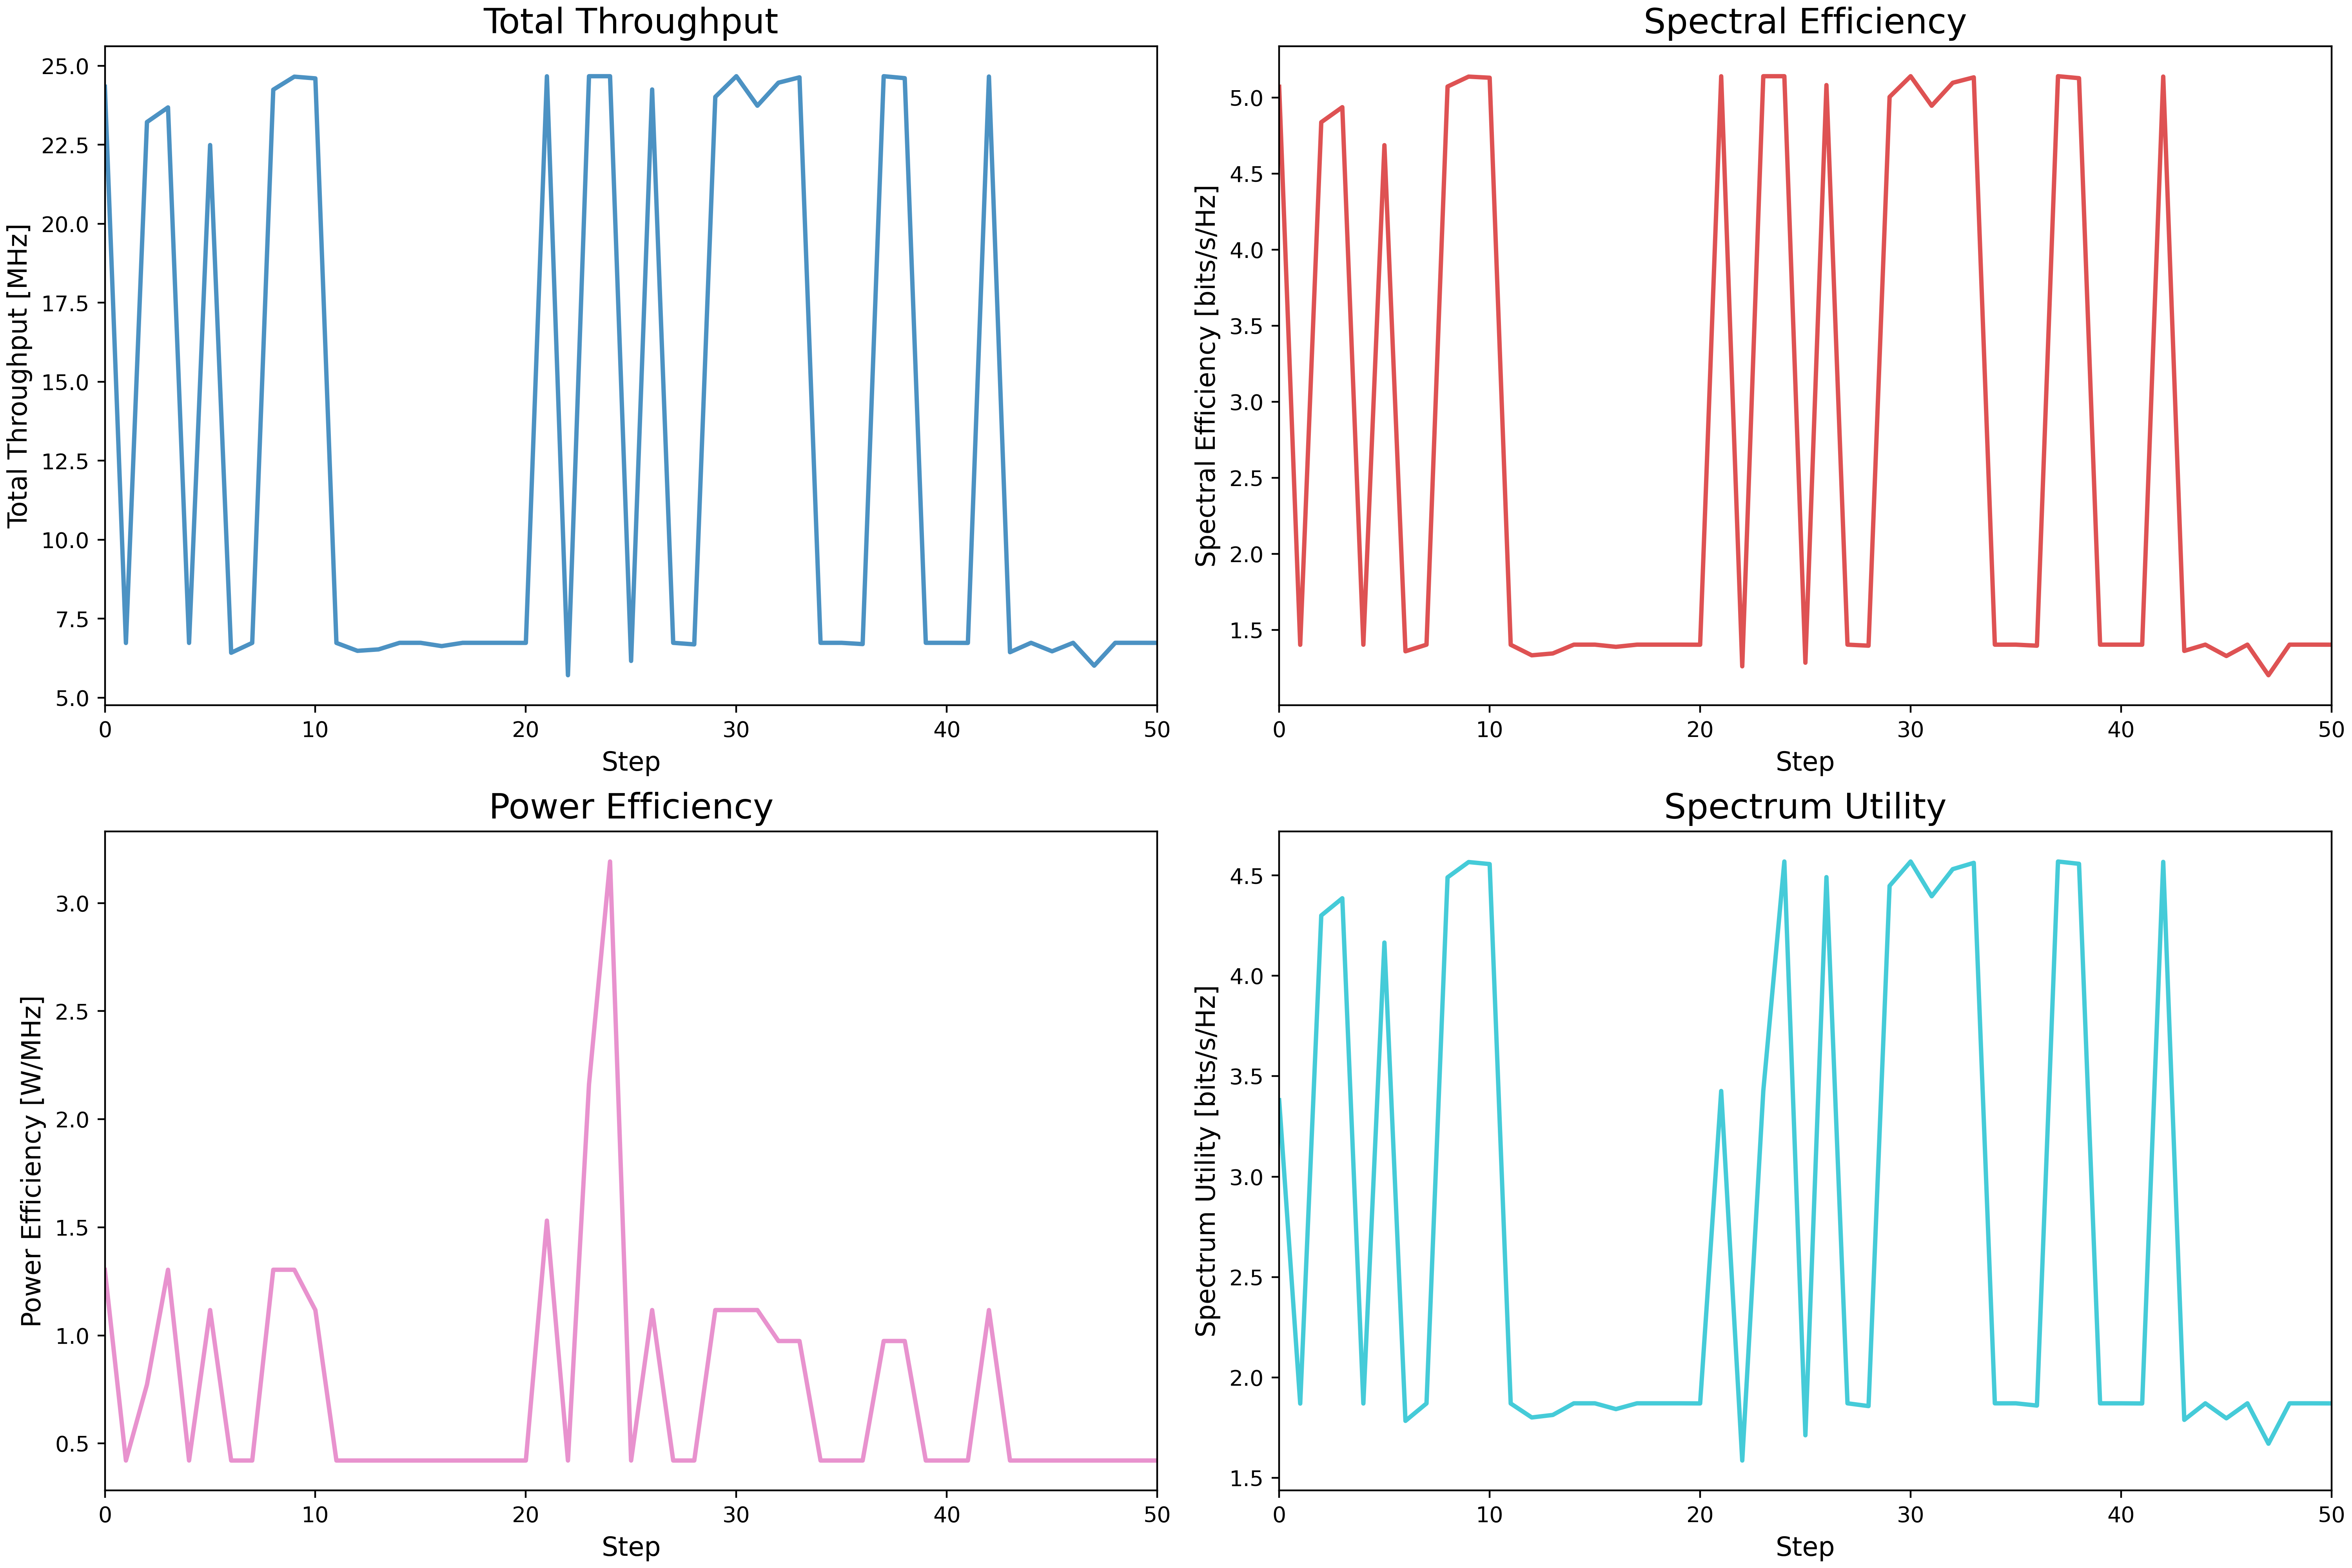 Total Throughput
Total Throughput [MHz]
25.0
22.5
20.0
17.5
15.0
12.5
10.0
7.5
5.0
0 10 20 30 40 50
Step
Spectral Efficiency
Spectral Efficiency [bits/s/Hz]
5.0
4.5
4.0
3.5
3.0
2.5
2.0
1.5
0 10 20 30 40 50
Step
Power Efficiency
Power Efficiency [W/MHz]
3.0
2.5
2.0
1.5
1.0
0.5
0 10 20 30 40 50
Step
Spectrum Utility
Spectrum Utility [bits/s/Hz]
4.5
4.0
3.5
3.0
2.5
2.0
1.5
0 10 20 30 40 50
Step